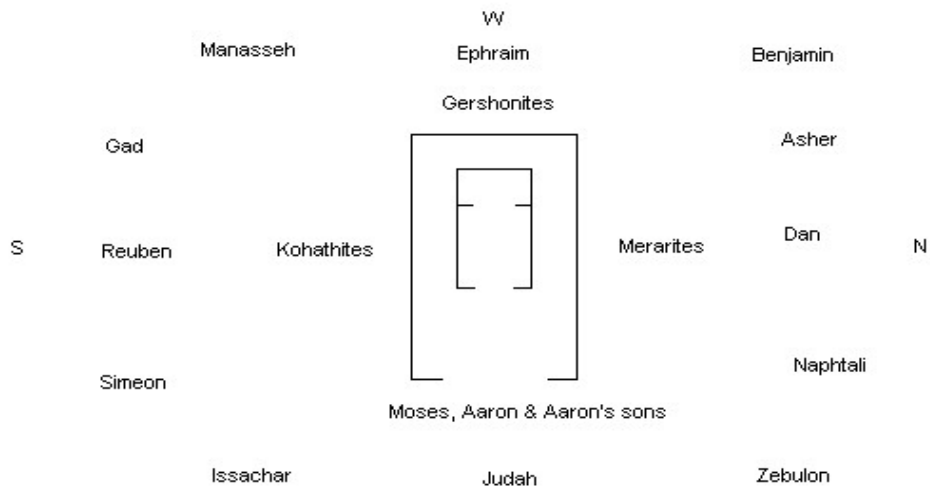 W
Manasseh Ephraim Benjamin
Gershonites
Gad Asher
S Reuben Kohathites Merarites Dan N
Simeon Naphtali
Moses, Aaron & Aaron's sons
Issachar Judah Zebulon